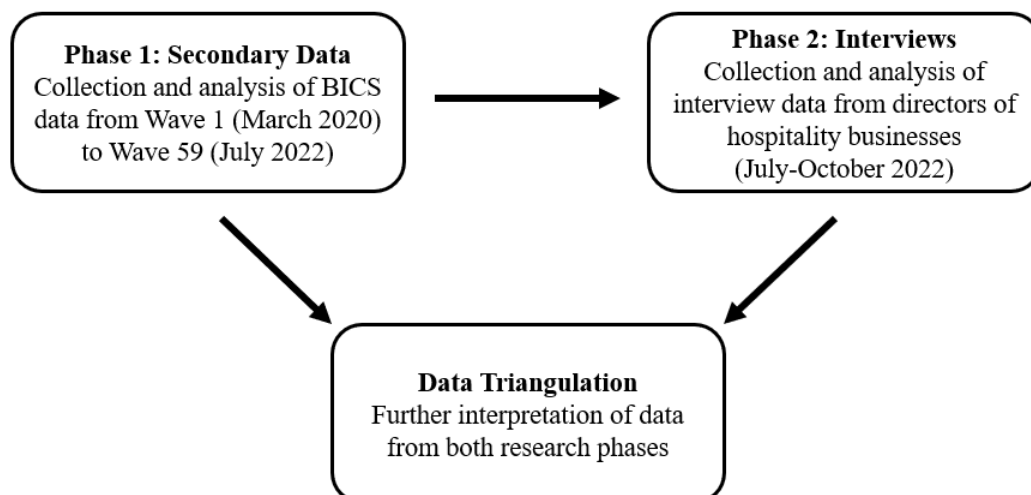 Phase 1: Secondary Data
Collection and analysis of BICS
data from Wave 1 (March 2020)
to Wave 59 (July 2022)
Phase 2: Interviews
Collection and analysis of
interview data from directors of
hospitality businesses
(July-October 2022)
Data Triangulation
Further interpretation of data
from both research phases